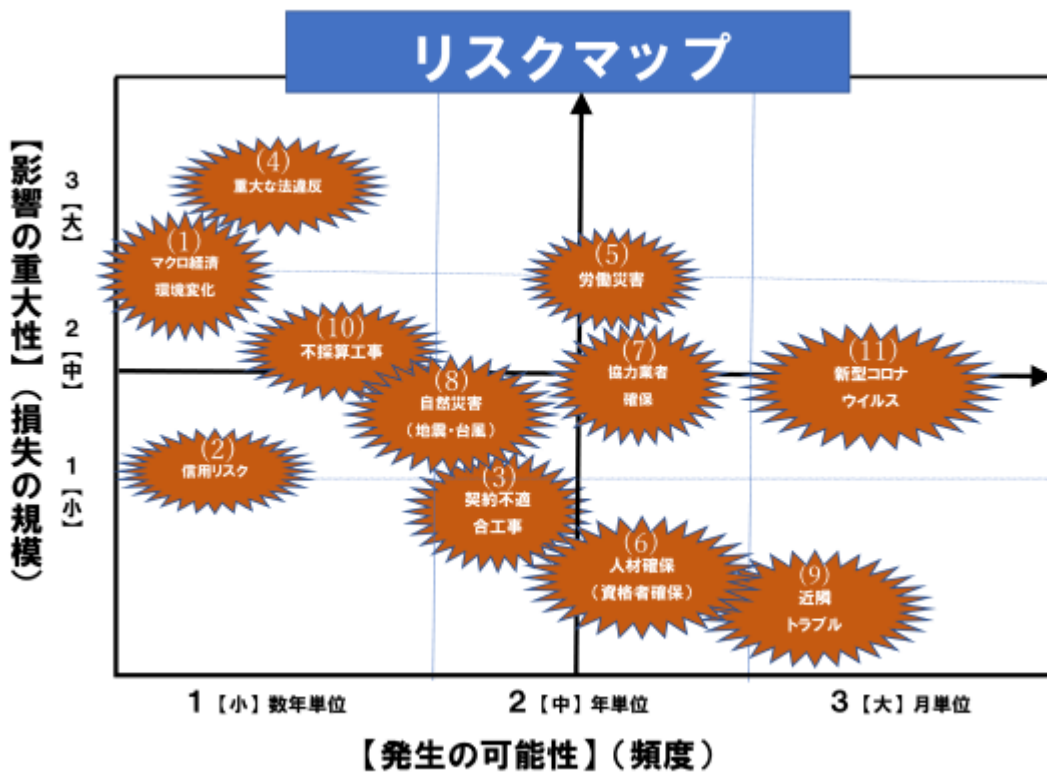 リスクマップ
【影響の重大性】（損失の規模）
3【大】
2【中】
1【小】
(4)
重大な法違反
(1)
マクロ経済
環境変化
(5)
労働災害
(10)
不採算工事
(7)
協力業者
確保
(11)
新型コロナ
ウイルス
(8)
自然災害
（地震・台風）
(2)
信用リスク
(3)
契約不適
合工事
(6)
人材確保
（資格者確保）
(9)
近隣
トラブル
1【小】数年単位
2【中】年単位
3【大】月単位
【発生の可能性】（頻度）